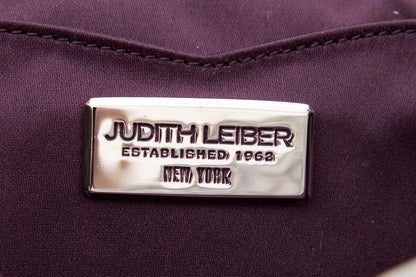 JUDITH LEIBER
ESTABLISHED 1963
NEW YORK